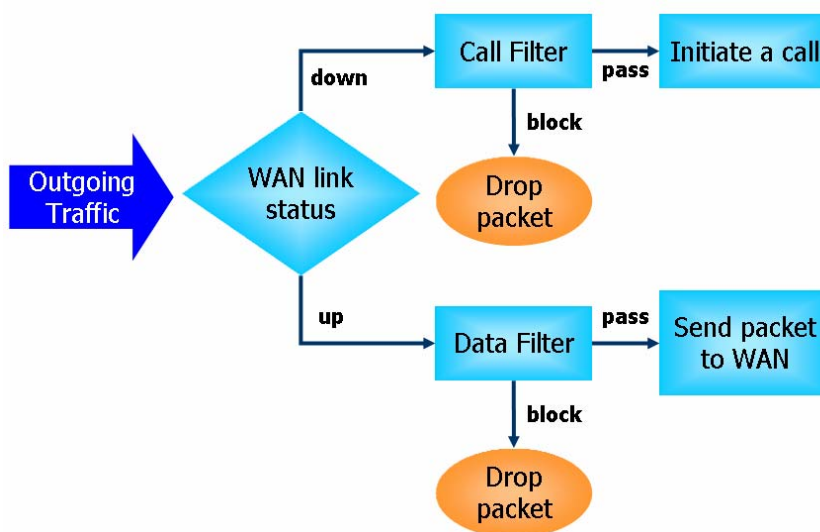 Outgoing
Traffic
WAN link
status
down
Call Filter
pass
Initiate a call
block
Drop
packet
up
Data Filter
pass
Send packet
to WAN
block
Drop
packet